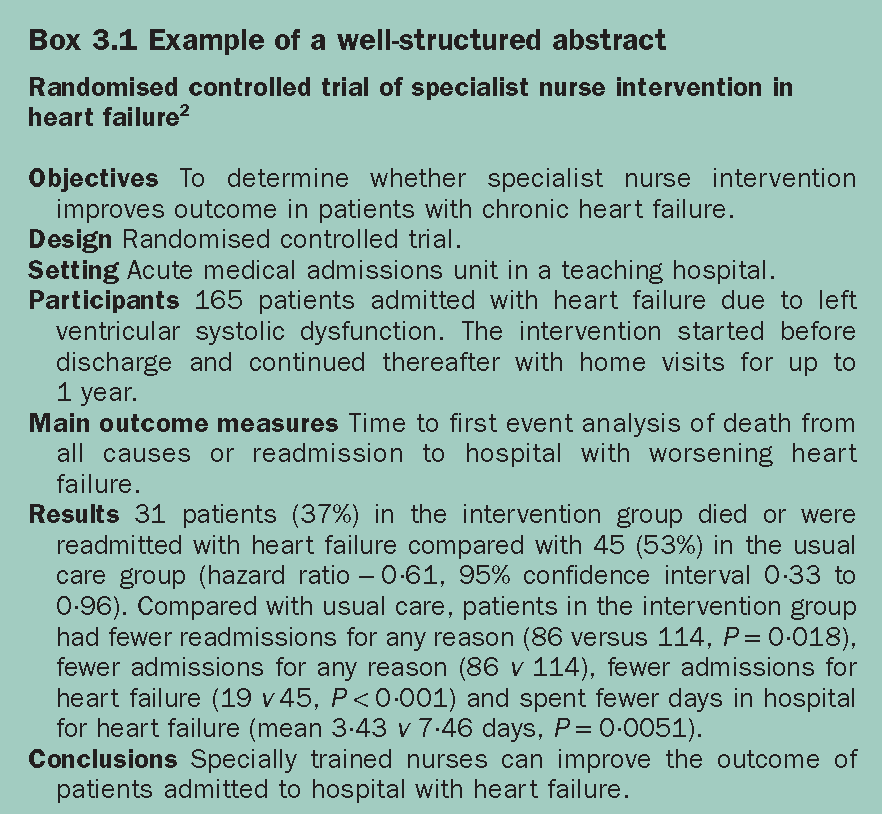 Box 3.1 Example of a well-structured abstract
Randomised controlled trial of specialist nurse intervention in
heart failure²
Objectives To determine whether specialist nurse intervention
improves outcome in patients with chronic heart failure.
Design Randomised controlled trial.
Setting Acute medical admissions unit in a teaching hospital.
Participants 165 patients admitted with heart failure due to left
ventricular systolic dysfunction. The intervention started before
discharge and continued thereafter with home visits for up to
1 year.
Main outcome measures Time to first event analysis of death from
all causes or readmission to hospital with worsening heart
failure.
Results 31 patients (37%) in the intervention group died or were
readmitted with heart failure compared with 45 (53%) in the usual
care group (hazard ratio – 0·61, 95% confidence interval 0·33 to
0·96). Compared with usual care, patients in the intervention group
had fewer readmissions for any reason (86 versus 114, P = 0·018),
fewer admissions for any reason (86 v 114), fewer admissions for
heart failure (19 v 45, P < 0·001) and spent fewer days in hospital
for heart failure (mean 3·43 v 7·46 days, P = 0·0051).
Conclusions Specially trained nurses can improve the outcome of
patients admitted to hospital with heart failure.